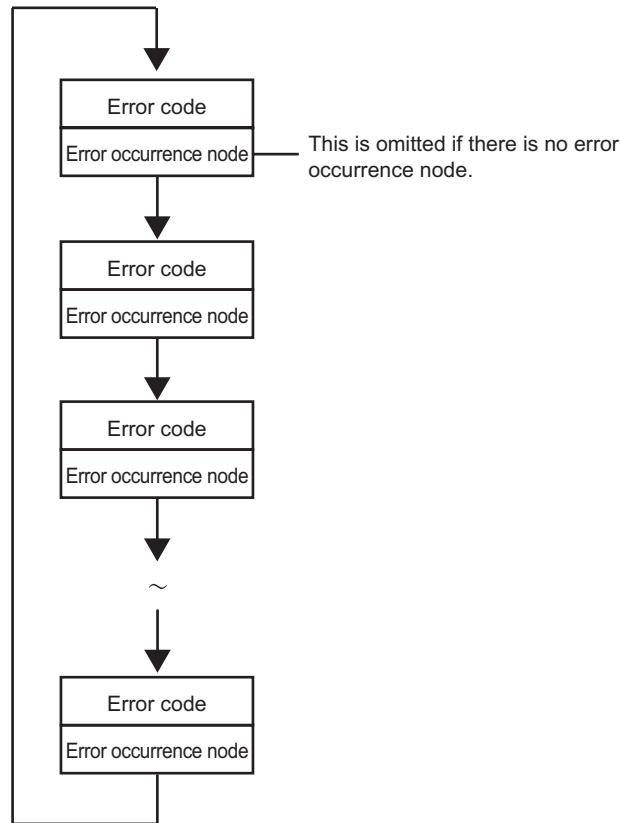 Error code
Error occurrence node
This is omitted if there is no error
occurrence node.
Error code
Error occurrence node
Error code
Error occurrence node
~
Error code
Error occurrence node